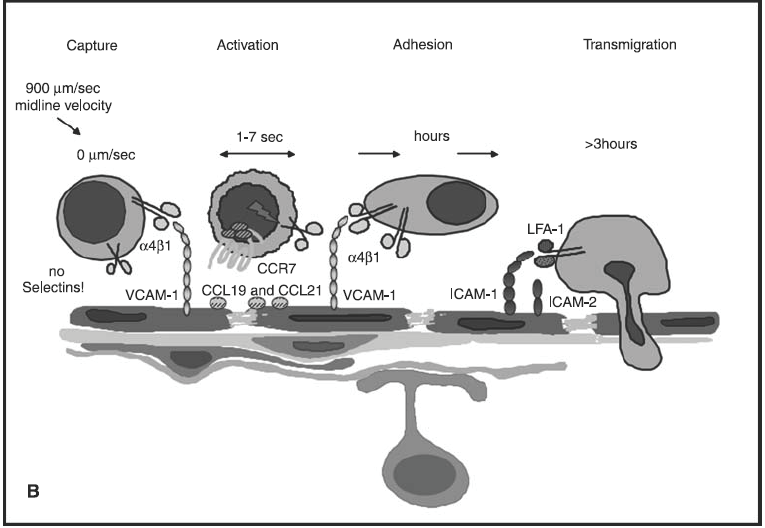 Capture
Activation
Adhesion
Transmigration
900 μm/sec
midline velocity
0 μm/sec
1-7 sec
hours
>3hours
α4β1
no
Selectins!
VCAM-1
CCR7
CCL19 and CCL21
α4β1
VCAM-1
LFA-1
ICAM-1
ICAM-2
B